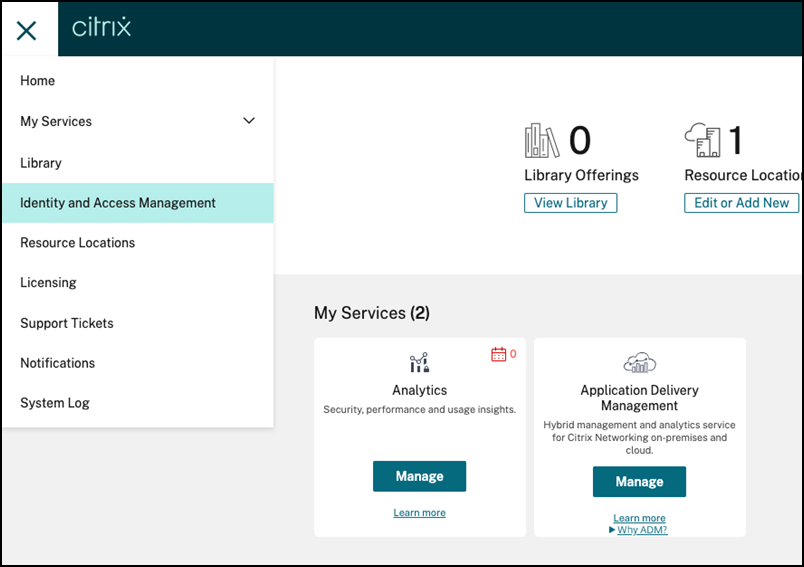 citrix
Home
My Services
Library
Identity and Access Management
Resource Locations
Licensing
Support Tickets
Notifications
System Log
0
Library Offerings
View Library
1
Resource Locatio
Edit or Add New
My Services (2)
0
Analytics
Security, performance and usage insights.
Manage
Learn more
Application Delivery
Management
Hybrid management and analytics service
for Citrix Networking on-premises and
cloud.
Manage
Learn more
Why ADM?